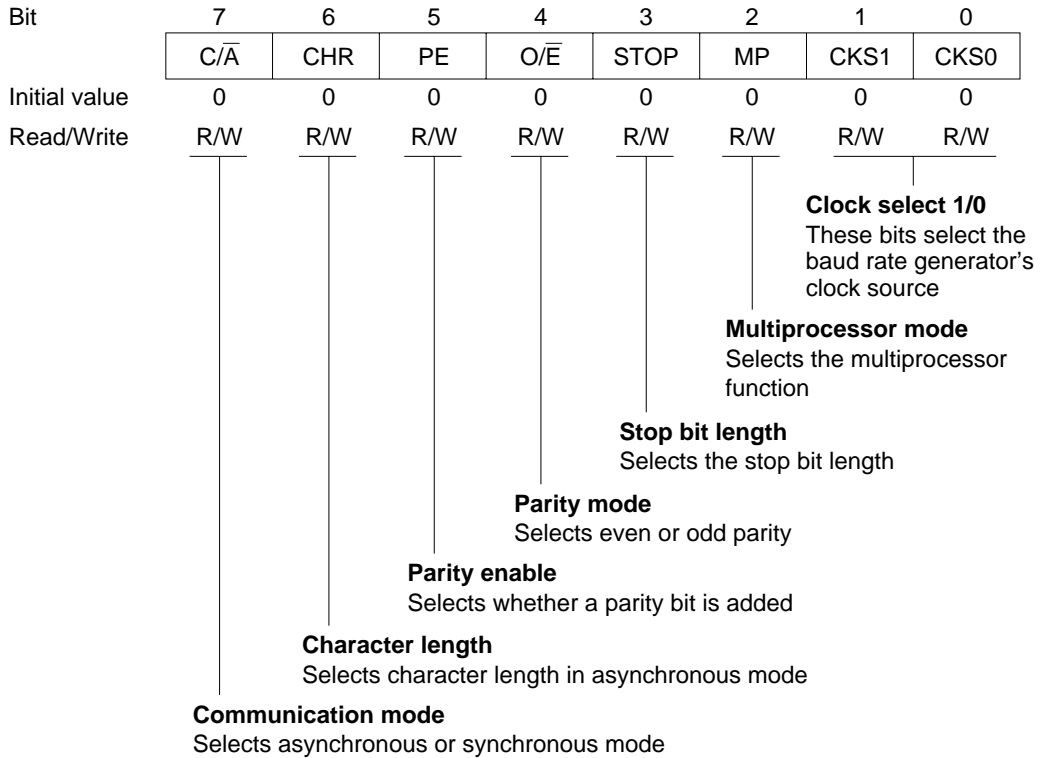 Bit 7 6 5 4 3 2 1 0
C/A̅ CHR PE O/E̅ STOP MP CKS1 CKS0
Initial value 0 0 0 0 0 0 0 0
Read/Write R/W R/W R/W R/W R/W R/W R/W R/W
Clock select 1/0
These bits select the
baud rate generator’s
clock source
Multiprocessor mode
Selects the multiprocessor
function
Stop bit length
Selects the stop bit length
Parity mode
Selects even or odd parity
Parity enable
Selects whether a parity bit is added
Character length
Selects character length in asynchronous mode
Communication mode
Selects asynchronous or synchronous mode